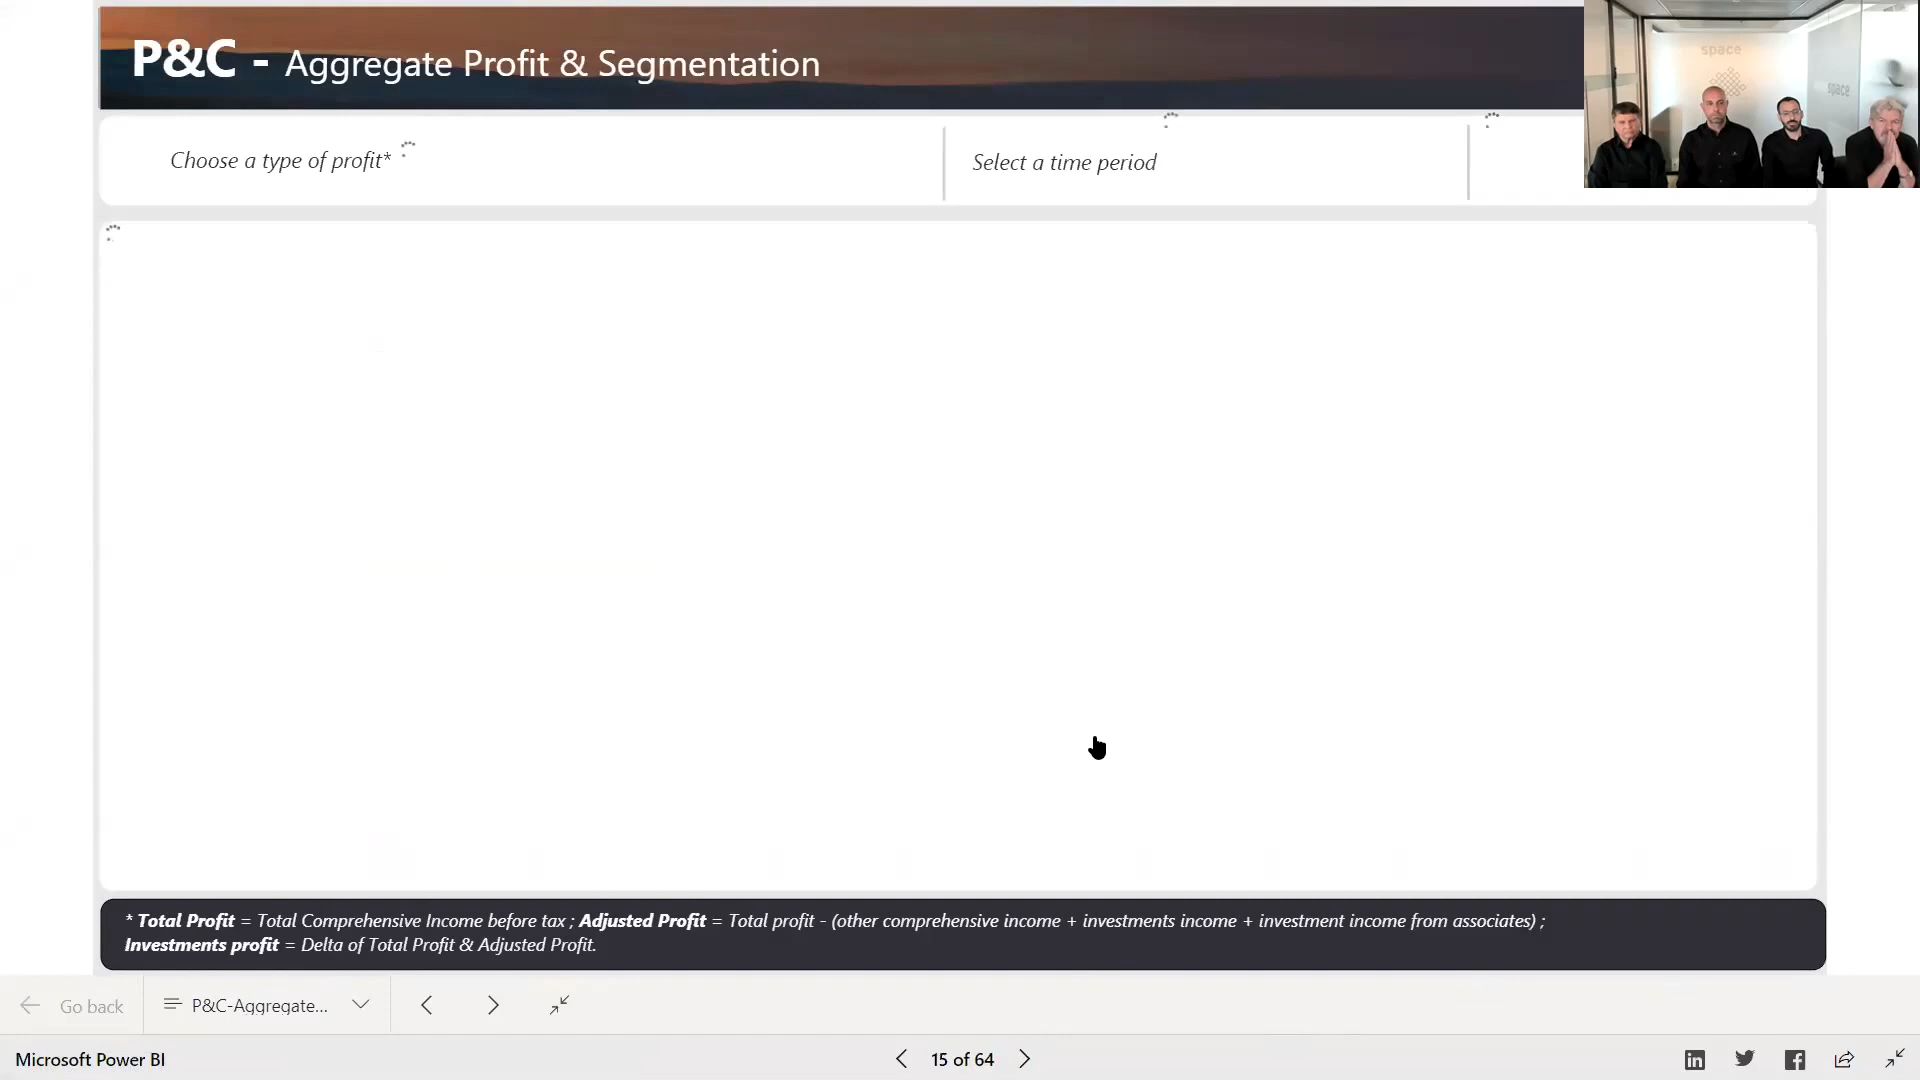 P&C - Aggregate Profit & Segmentation
space
space
Choose a type of profit*
Select a time period
* Total Profit = Total Comprehensive Income before tax ; Adjusted Profit = Total profit - (other comprehensive income + investments income + investment income from associates) ;
Investments profit = Delta of Total Profit & Adjusted Profit.
Go back
P&C-Aggregate...
Microsoft Power BI
15 of 64